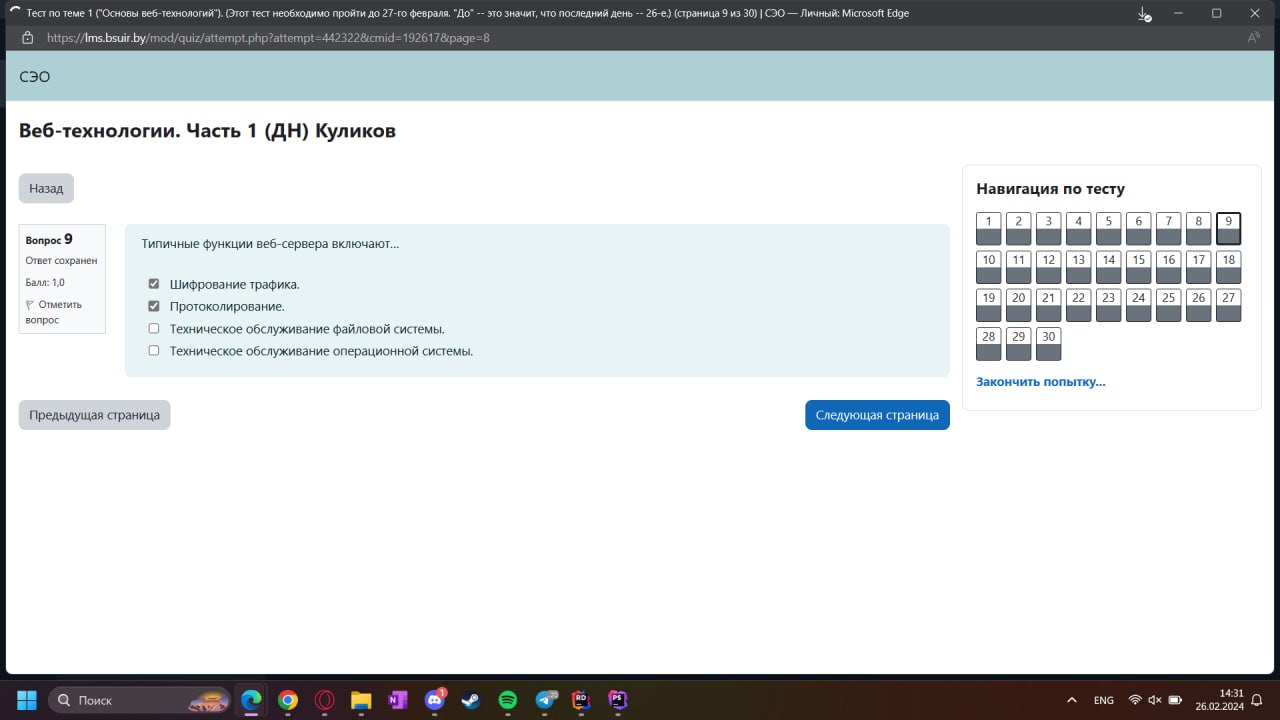 Тест по теме 1 ("Основы веб-технологий"). (Этот тест необходимо пройти до 27-го февраля. "До" -- это значит, что последний день -- 26-е.) (страница 9 из 30) | СЭО — Личный: Microsoft Edge
https://lms.bsuir.by/mod/quiz/attempt.php?attempt=442322&cmid=192617&page=8
СЭО
Веб-технологии. Часть 1 (ДН) Куликов
Назад
Вопрос 9
Ответ сохранен
Балл: 1,0
Отметить
вопрос
Типичные функции веб-сервера включают...
Шифрование трафика.
Протоколирование.
Техническое обслуживание файловой системы.
Техническое обслуживание операционной системы.
Предыдущая страница
Следующая страница
Навигация по тесту
1 2 3 4 5 6 7 8 9
10 11 12 13 14 15 16 17 18
19 20 21 22 23 24 25 26 27
28 29 30
Закончить попытку...
Поиск
1
RD
PS
ENG
14:31
26.02.2024